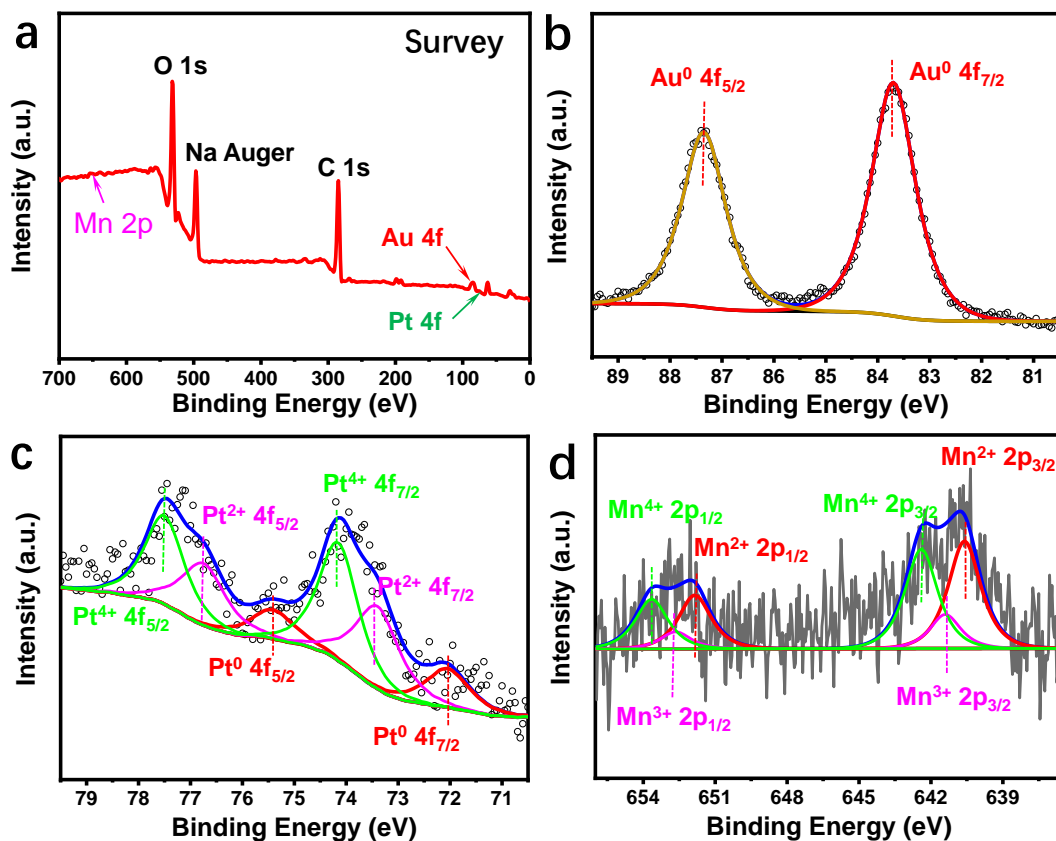 a
Survey
O 1s
Na Auger
C 1s
Mn 2p
Au 4f
Pt 4f
Intensity (a.u.)
700 600 500 400 300 200 100 0
Binding Energy (eV)
b
Au⁰ 4f₅/₂
Au⁰ 4f₇/₂
Intensity (a.u.)
89 88 87 86 85 84 83 82 81
Binding Energy (eV)
c
Pt⁴⁺ 4f₇/₂
Pt²⁺ 4f₅/₂
Pt²⁺ 4f₇/₂
Pt⁴⁺ 4f₅/₂
Pt⁰ 4f₅/₂
Pt⁰ 4f₇/₂
Intensity (a.u.)
79 78 77 76 75 74 73 72 71
Binding Energy (eV)
d
Mn²⁺ 2p₃/₂
Mn⁴⁺ 2p₃/₂
Mn⁴⁺ 2p₁/₂
Mn²⁺ 2p₁/₂
Mn³⁺ 2p₃/₂
Mn³⁺ 2p₁/₂
Intensity (a.u.)
654 651 648 645 642 639
Binding Energy (eV)